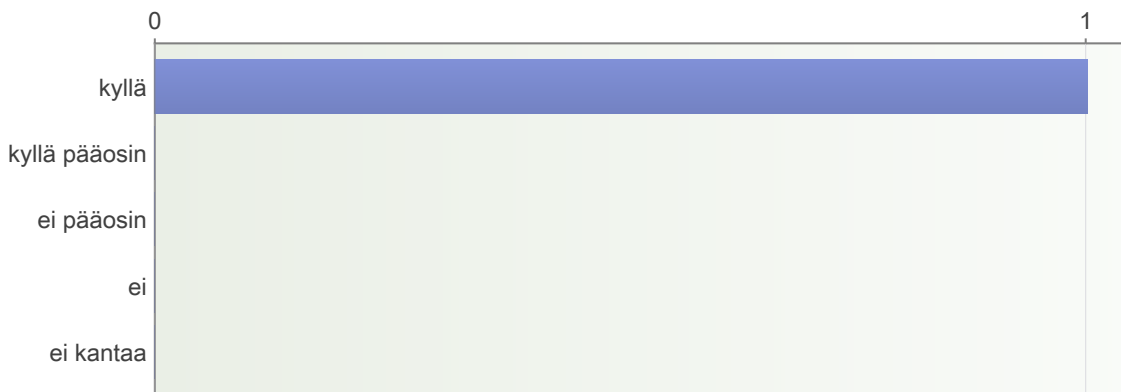 0 1
kyllä
kyllä pääosin
ei pääosin
ei
ei kantaa